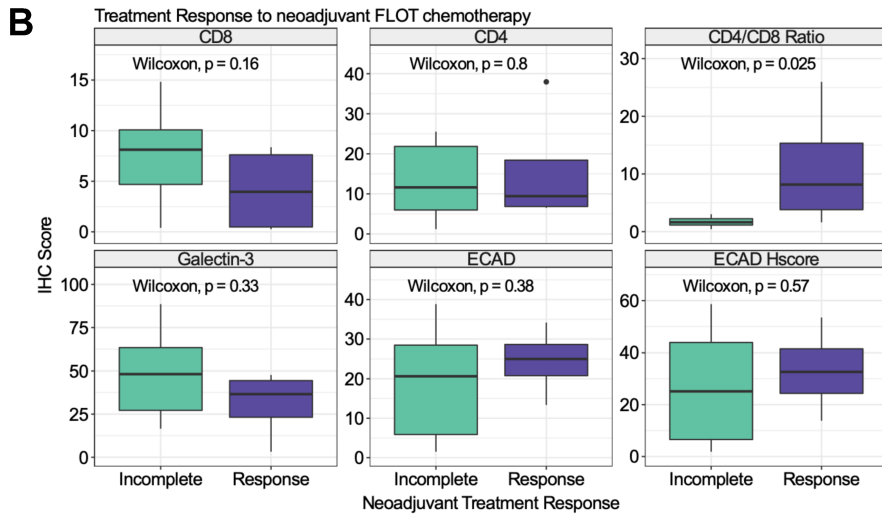 B
Treatment Response to neoadjuvant FLOT chemotherapy
CD8
CD4
CD4/CD8 Ratio
Wilcoxon, p = 0.16
Wilcoxon, p = 0.8
Wilcoxon, p = 0.025
15
10
5
0
40
30
20
10
0
30
20
10
0
IHC Score
Galectin-3
ECAD
ECAD Hscore
Wilcoxon, p = 0.33
Wilcoxon, p = 0.38
Wilcoxon, p = 0.57
100
75
50
25
0
40
30
20
10
0
60
40
20
0
Incomplete
Response
Incomplete
Response
Incomplete
Response
Neoadjuvant Treatment Response